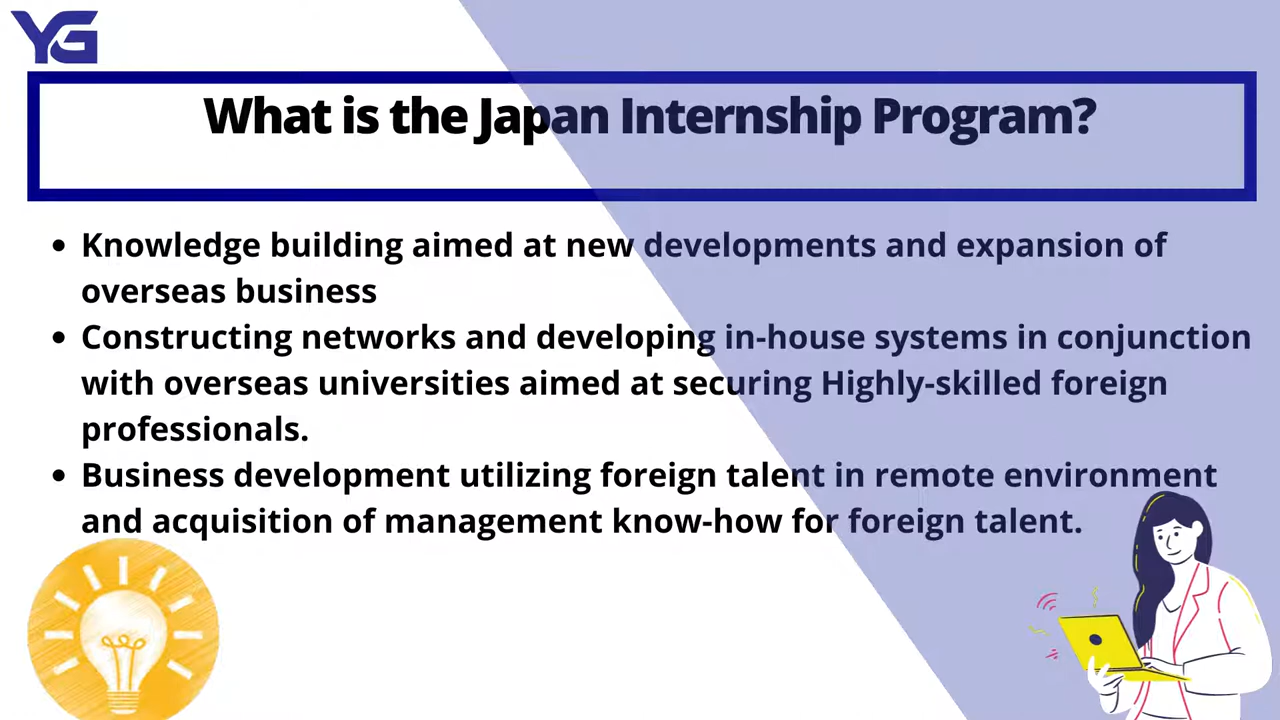 YG
What is the Japan Internship Program?
• Knowledge building aimed at new developments and expansion of
overseas business
• Constructing networks and developing in-house systems in conjunction
with overseas universities aimed at securing Highly-skilled foreign
professionals.
• Business development utilizing foreign talent in remote environment
and acquisition of management know-how for foreign talent.